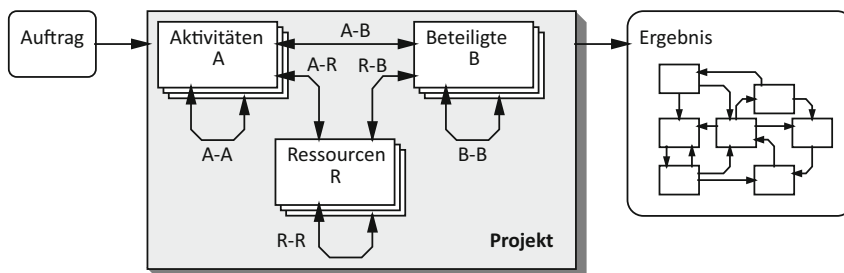 Auftrag
Aktivitäten
A
A-B
Beteiligte
B
Ergebnis
A-R
R-B
A-A
B-B
Ressourcen
R
R-R
Projekt